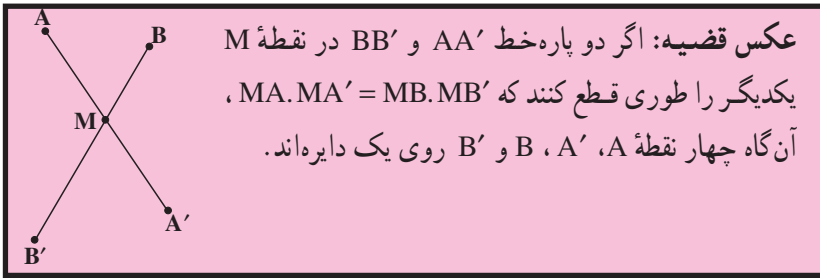 عکس قضیه: اگر دو پاره‌خط AA′ و BB′ در نقطهٔ M
یکدیگر را طوری قطع کنند که MA.MA′ = MB.MB′ ،
آن‌گاه چهار نقطهٔ A، A′ ، B و B′ روی یک دایره‌اند.
A
B
M
A′
B′